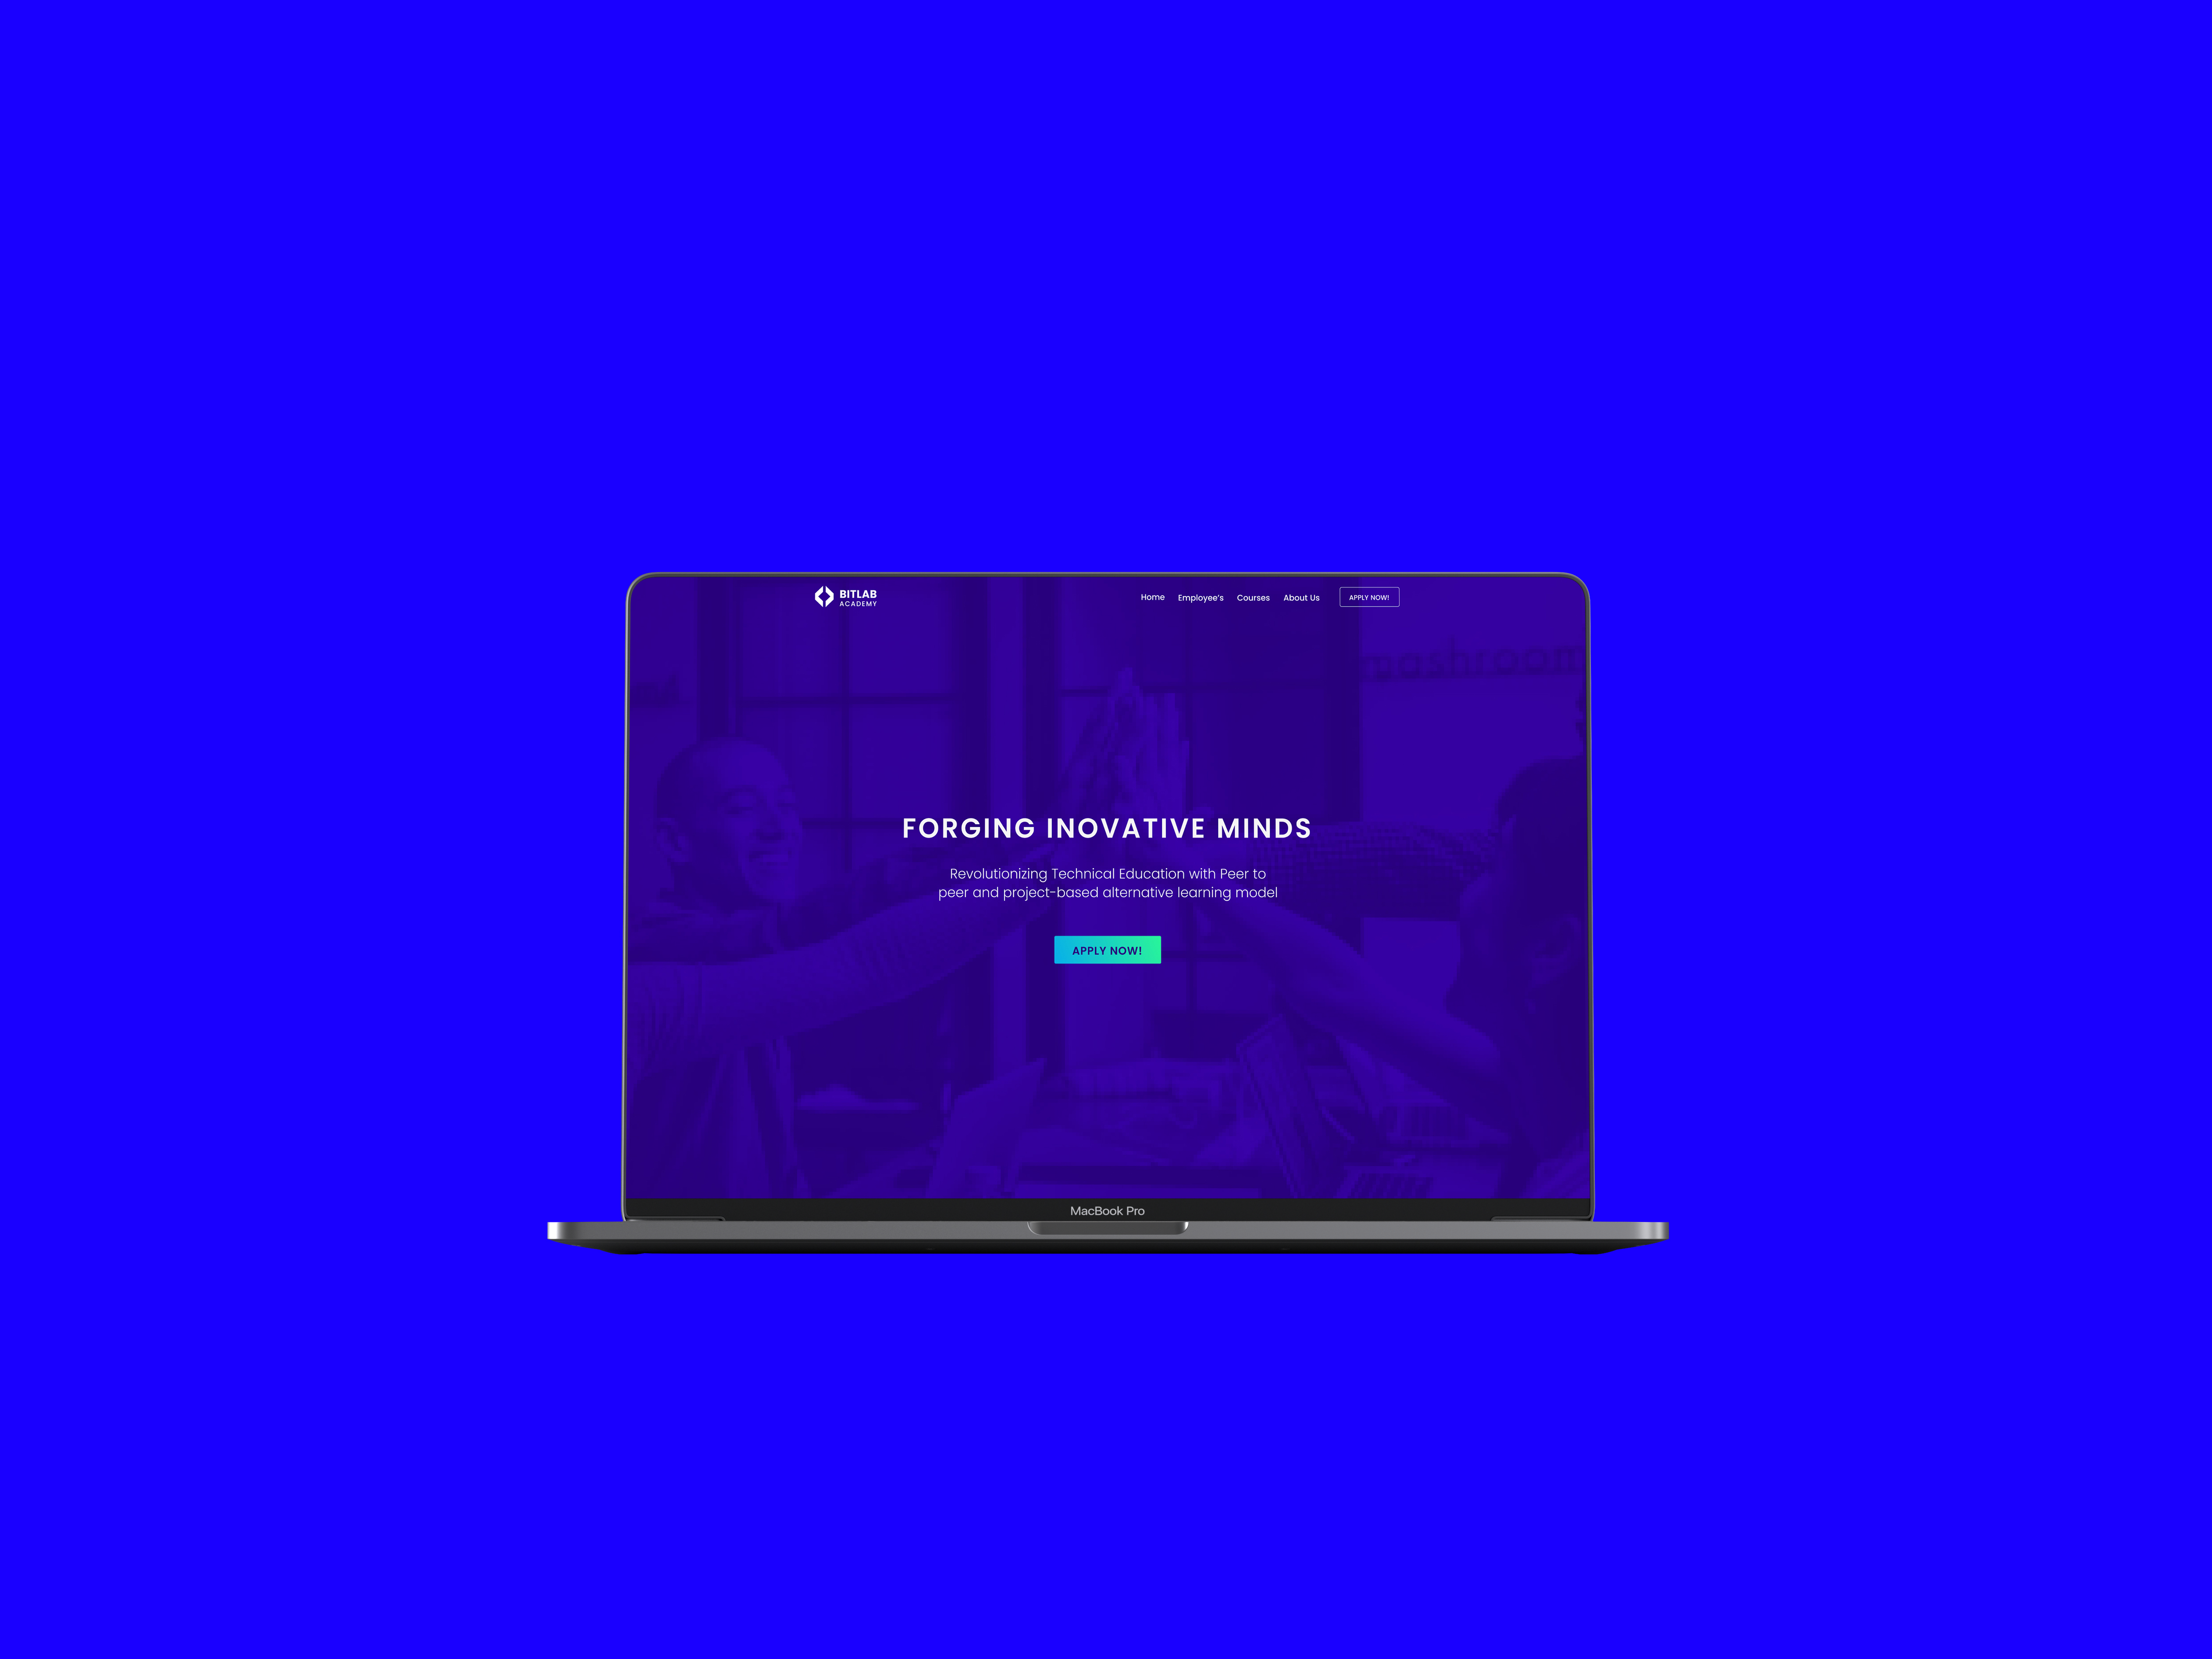 BITLAB
ACADEMY
Home Employee's Courses About Us APPLY NOW!
mashroom
FORGING INOVATIVE MINDS
Revolutionizing Technical Education with Peer to
peer and project-based alternative learning model
APPLY NOW!
MacBook Pro